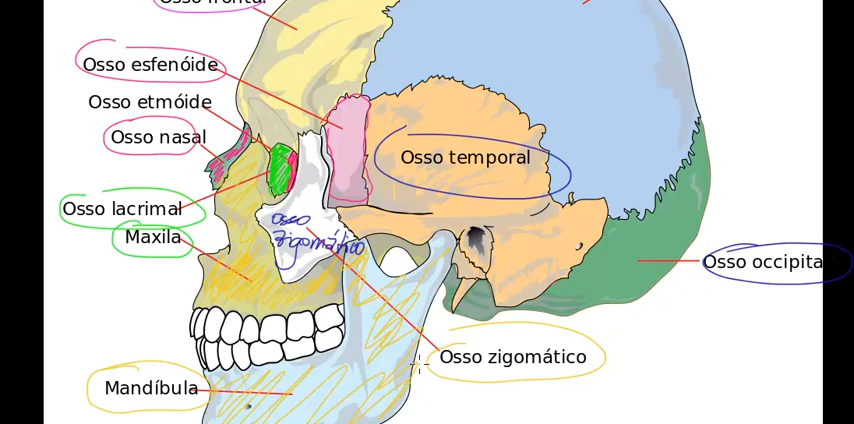 Osso frontal
Osso esfenóide
Osso etmóide
Osso nasal
Osso temporal
Osso lacrimal
osso
zigomático
Maxila
Osso occipita
Osso zigomático
Mandíbula